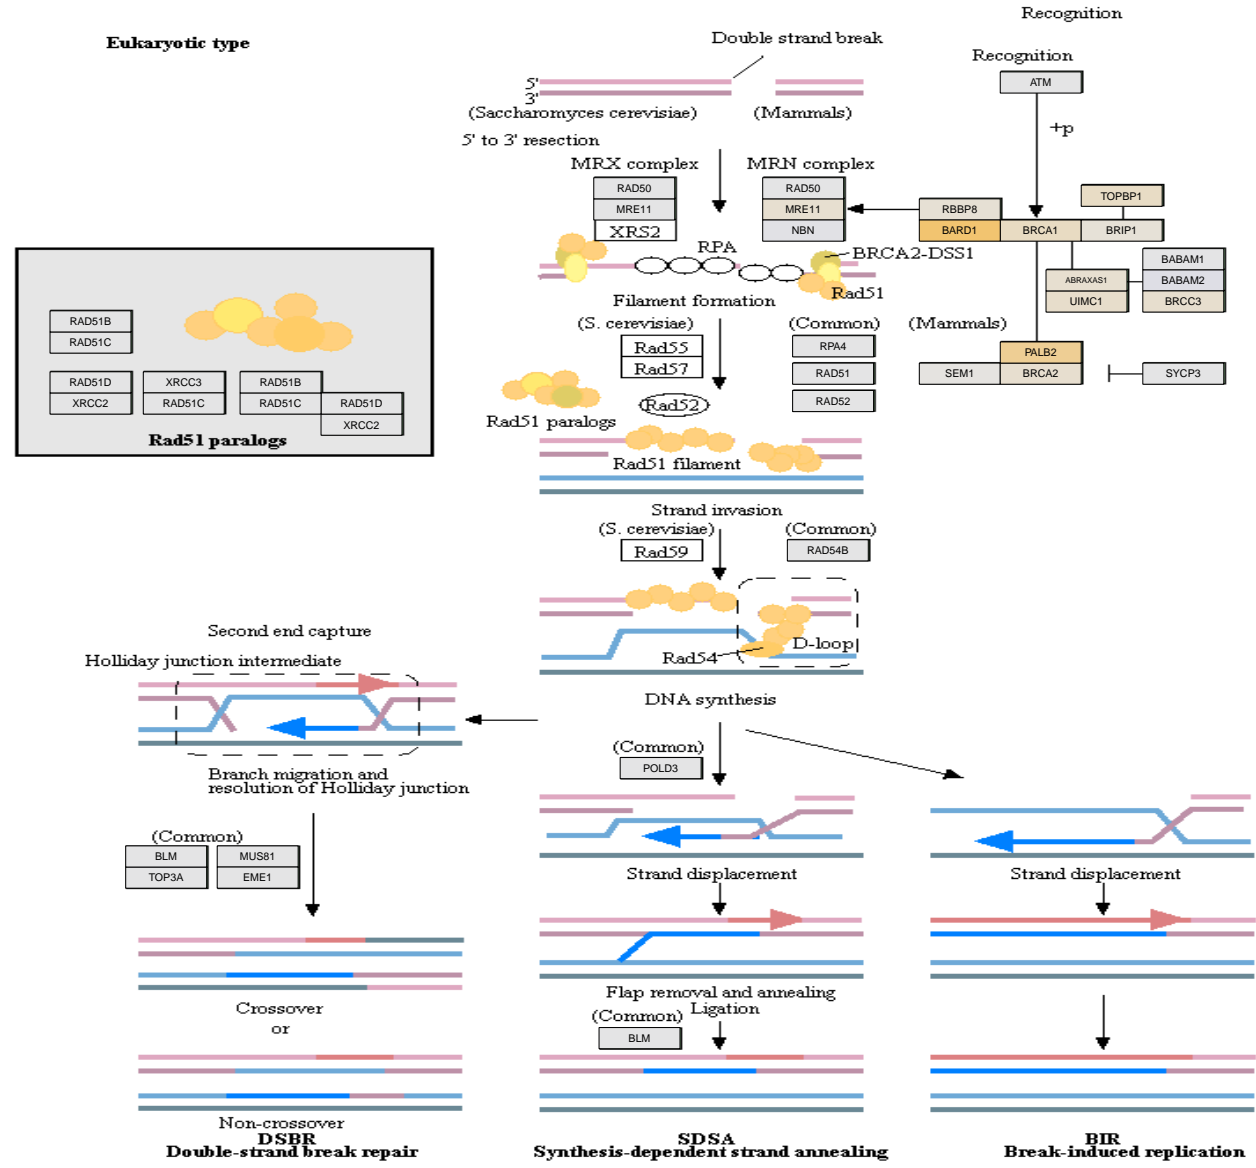 Recognition
Eukaryotic type
Double strand break
Recognition
5'
3'
ATM
(Saccharomyces cerevisiae)
(Mammals)
+p
5' to 3' resection
MRX complex
MRN complex
RAD50
MRE11
XRS2
RAD50
MRE11
NBN
RBBP8
BARD1
BRCA1
TOPBP1
BRIP1
RPA
BRCA2-DSS1
Rad51
ABRAXAS1
UIMC1
BABAM1
BABAM2
BRCC3
Filament formation
(S. cerevisiae)
(Common)
(Mammals)
Rad55
Rad57
RPA4
RAD51
RAD52
PALB2
SEM1
BRCA2
SYCP3
RAD51B
RAD51C
RAD51D
XRCC2
XRCC3
RAD51C
RAD51B
RAD51C
RAD51D
XRCC2
Rad51 paralogs
Rad52
Rad51 paralogs
Rad51 filament
Strand invasion
(S. cerevisiae)
(Common)
Rad59
RAD54B
Second end capture
D-loop
Rad54
Holliday junction intermediate
DNA synthesis
(Common)
POLD3
Branch migration and
resolution of Holliday junction
(Common)
BLM
TOP3A
MUS81
EME1
Strand displacement
Strand displacement
Flap removal and annealing
Ligation
(Common)
BLM
Crossover
or
Non-crossover
DSBR
Double-strand break repair
SDSA
Synthesis-dependent strand annealing
BIR
Break-induced replication